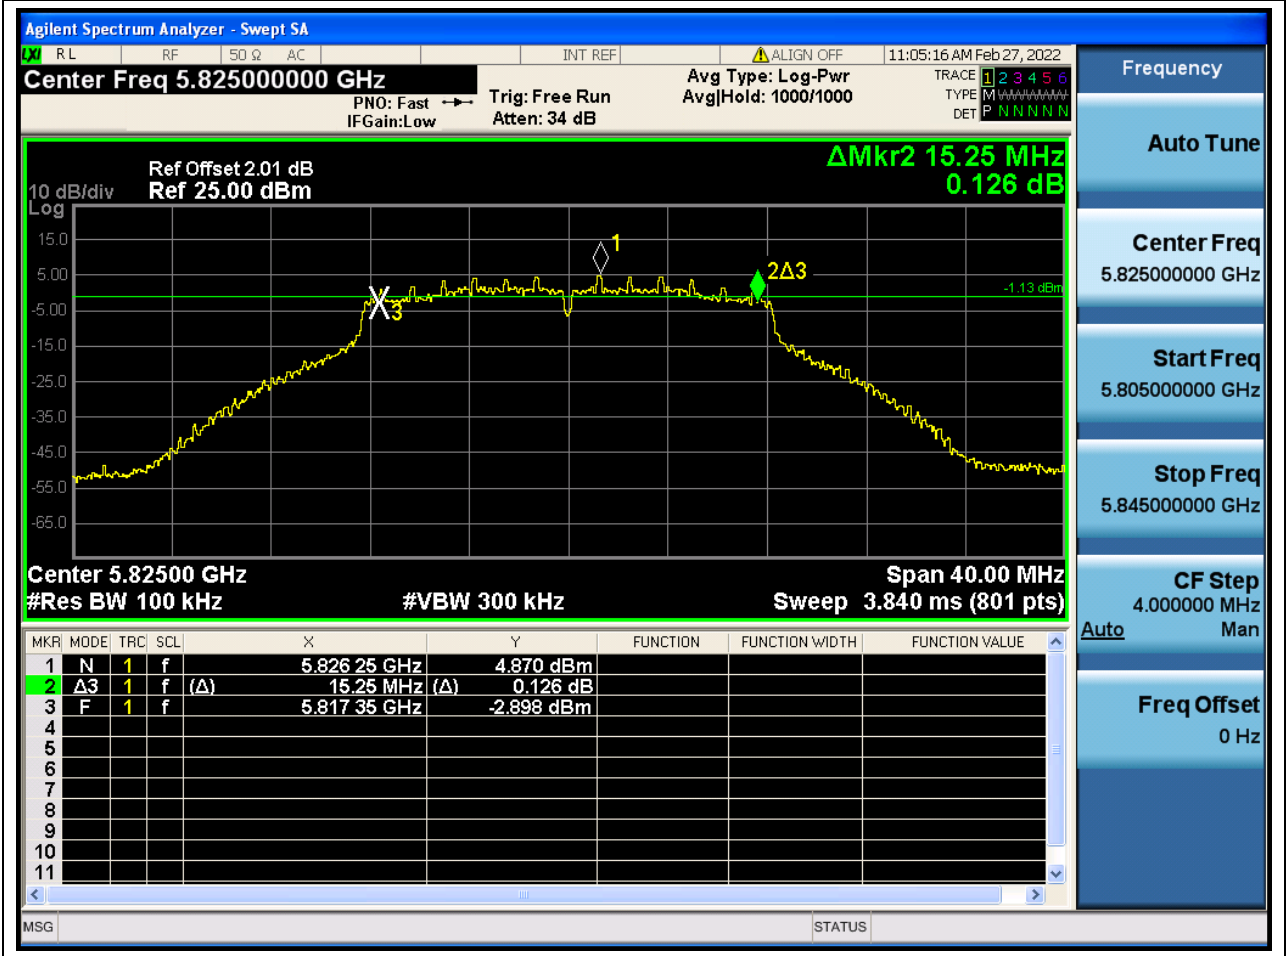 Agilent Spectrum Analyzer - Swept SA
LXI RL RF 50 Ω AC INT REF ALIGN OFF 11:05:16 AM Feb 27, 2022
Center Freq 5.825000000 GHz
PNO: Fast
IFGain:Low
Trig: Free Run
Atten: 34 dB
Avg Type: Log-Pwr
Avg|Hold: 1000/1000
TRACE 1 2 3 4 5 6
TYPE M
DET P N N N N N
ΔMkr2 15.25 MHz
0.126 dB
Ref Offset 2.01 dB
10 dB/div Ref 25.00 dBm
Log
15.0
5.00
-5.00
-15.0
-25.0
-35.0
-45.0
-55.0
-65.0
1
2Δ3
3
-1.13 dBm
Center 5.82500 GHz Span 40.00 MHz
#Res BW 100 kHz #VBW 300 kHz Sweep 3.840 ms (801 pts)
MKR MODE TRC SCL X Y FUNCTION FUNCTION WIDTH FUNCTION VALUE
1 N 1 f 5.826 25 GHz 4.870 dBm
2 Δ3 1 f (Δ) 15.25 MHz (Δ) 0.126 dB
3 F 1 f 5.817 35 GHz -2.898 dBm
4
5
6
7
8
9
10
11
MSG STATUS
Frequency
Auto Tune
Center Freq
5.825000000 GHz
Start Freq
5.805000000 GHz
Stop Freq
5.845000000 GHz
CF Step
4.000000 MHz
Auto Man
Freq Offset
0 Hz